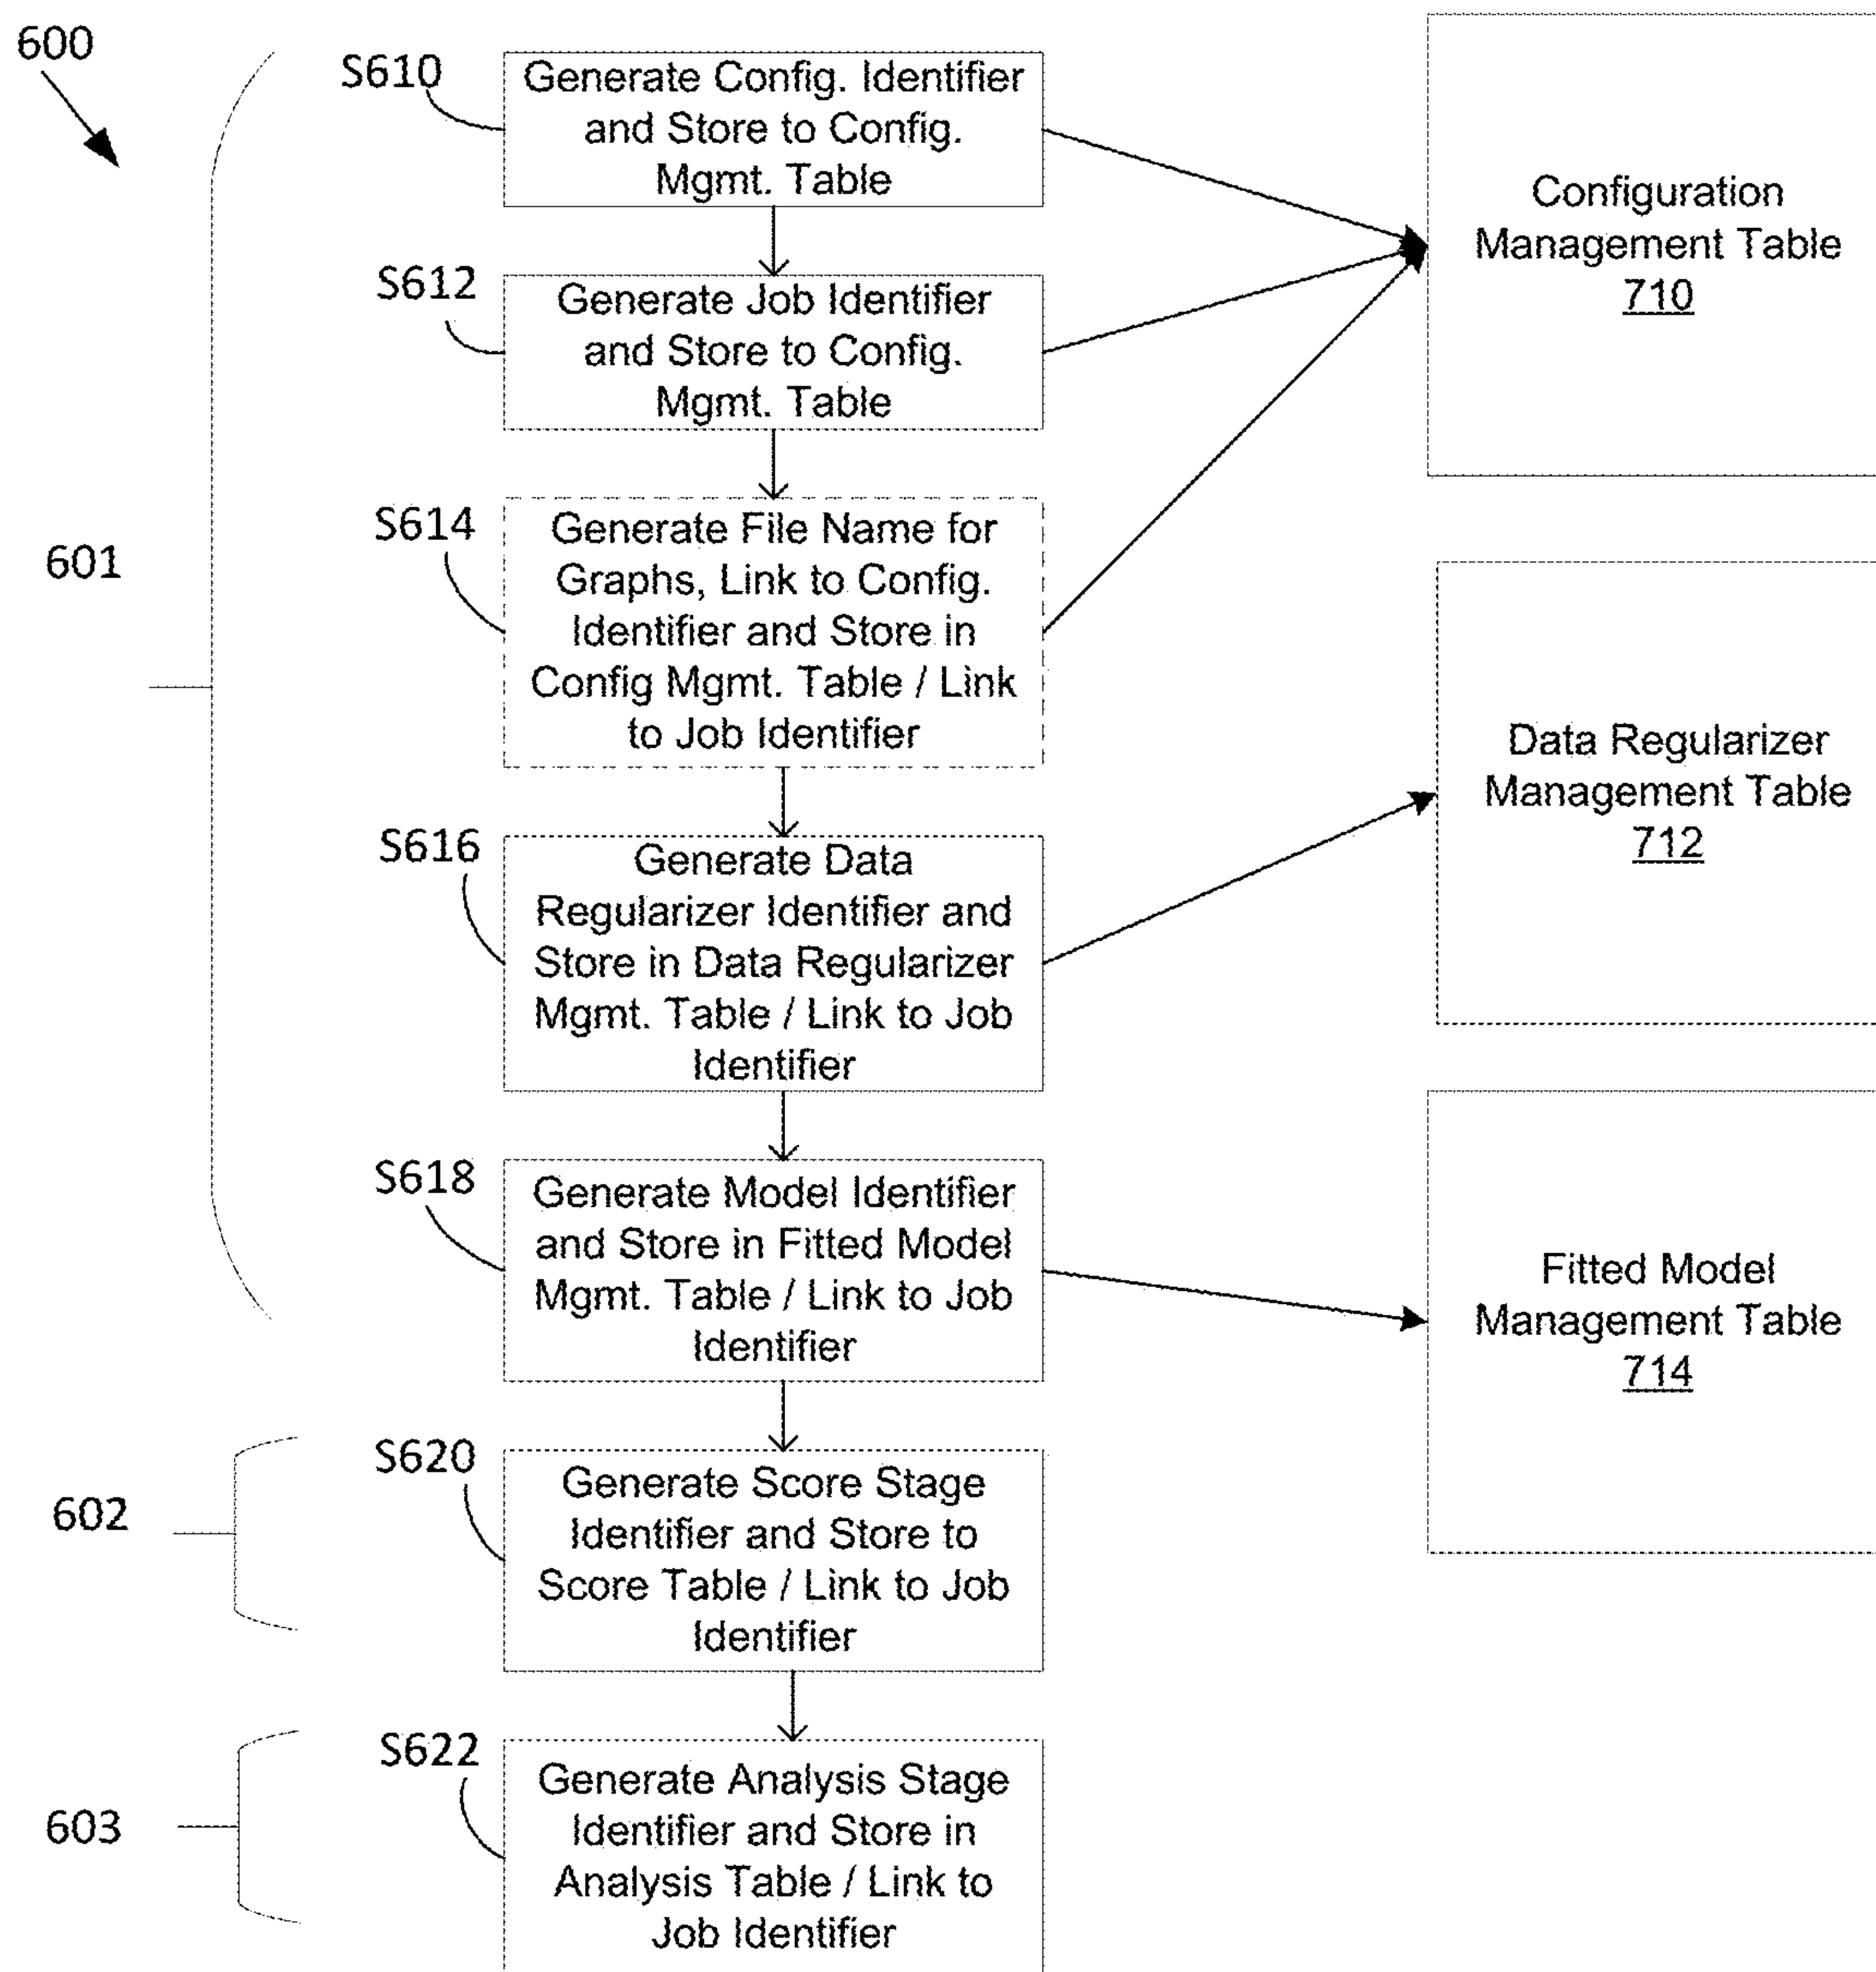 600
S610
Generate Config. Identifier
and Store to Config.
Mgmt. Table
Configuration
Management Table
710
S612
Generate Job Identifier
and Store to Config.
Mgmt. Table
601
S614
Generate File Name for
Graphs, Link to Config.
Identifier and Store in
Config Mgmt. Table / Link
to Job Identifier
Data Regularizer
Management Table
712
S616
Generate Data
Regularizer Identifier and
Store in Data Regularizer
Mgmt. Table / Link to Job
Identifier
S618
Generate Model Identifier
and Store in Fitted Model
Mgmt. Table / Link to Job
Identifier
Fitted Model
Management Table
714
602
S620
Generate Score Stage
Identifier and Store to
Score Table / Link to Job
Identifier
603
S622
Generate Analysis Stage
Identifier and Store in
Analysis Table / Link to
Job Identifier